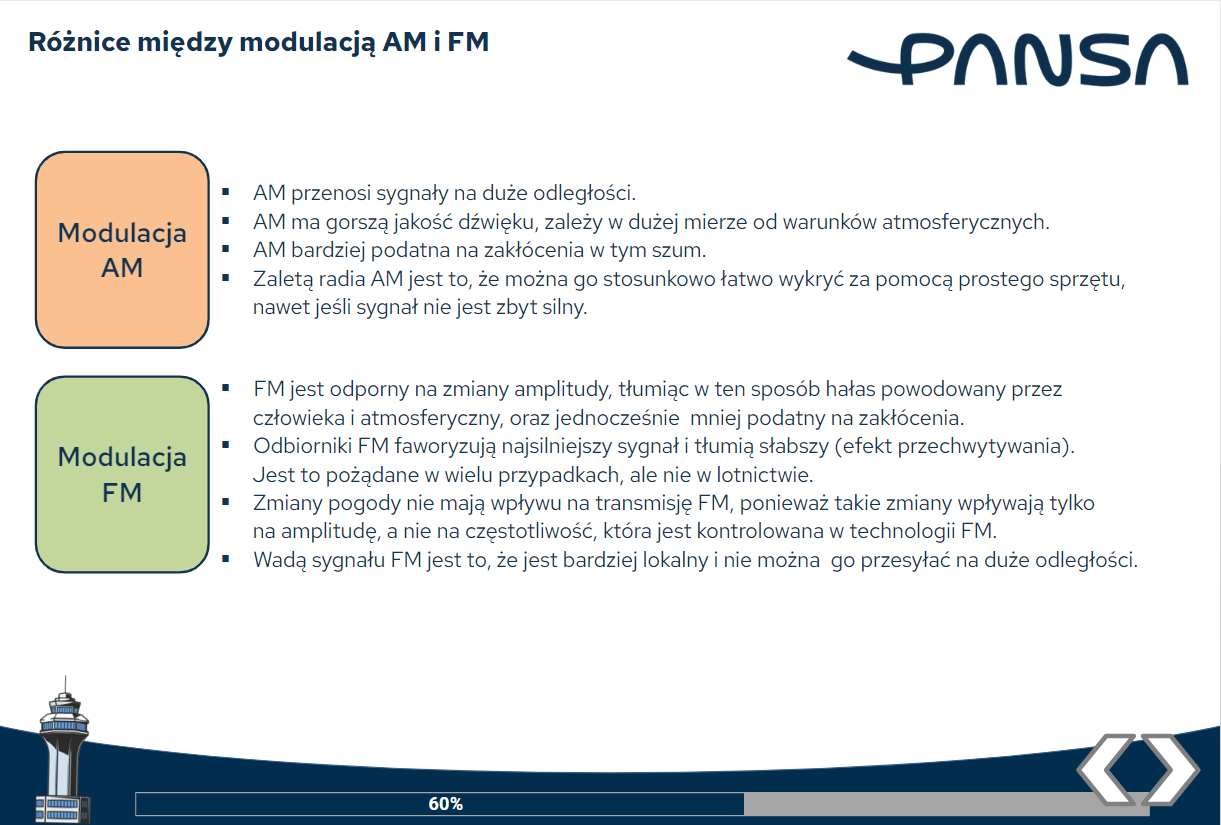 Różnice między modulacją AM i FM
PANSA
Modulacja
AM
▪ AM przenosi sygnały na duże odległości.
▪ AM ma gorszą jakość dźwięku, zależy w dużej mierze od warunków atmosferycznych.
▪ AM bardziej podatna na zakłócenia w tym szum.
▪ Zaletą radia AM jest to, że można go stosunkowo łatwo wykryć za pomocą prostego sprzętu,
nawet jeśli sygnał nie jest zbyt silny.
Modulacja
FM
▪ FM jest odporny na zmiany amplitudy, tłumiąc w ten sposób hałas powodowany przez
człowieka i atmosferyczny, oraz jednocześnie mniej podatny na zakłócenia.
▪ Odbiorniki FM faworyzują najsilniejszy sygnał i tłumią słabszy (efekt przechwytywania).
Jest to pożądane w wielu przypadkach, ale nie w lotnictwie.
▪ Zmiany pogody nie mają wpływu na transmisję FM, ponieważ takie zmiany wpływają tylko
na amplitudę, a nie na częstotliwość, która jest kontrolowana w technologii FM.
▪ Wadą sygnału FM jest to, że jest bardziej lokalny i nie można go przesyłać na duże odległości.
60%